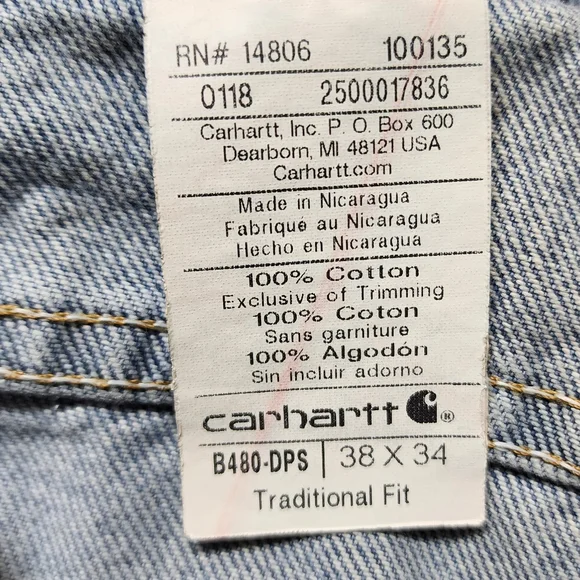 RN# 14806 100135
0118 2500017836
Carhartt, Inc. P. O. Box 600
Dearborn, MI 48121 USA
Carhartt.com
Made in Nicaragua
Fabriqué au Nicaragua
Hecho en Nicaragua
100% Cotton
Exclusive of Trimming
100% Coton
Sans garniture
100% Algodón
Sin incluir adorno
carhartt ®
B480-DPS | 38 X 34
Traditional Fit